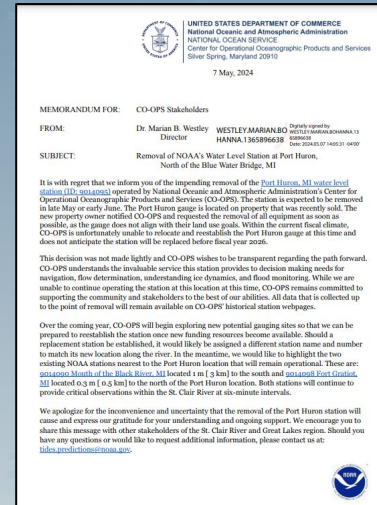 UNITED STATES DEPARTMENT OF COMMERCE
National Oceanic and Atmospheric Administration
NATIONAL OCEAN SERVICE
Center for Operational Oceanographic Products and Services
Silver Spring, Maryland 20910
7 May, 2024
MEMORANDUM FOR: CO-OPS Stakeholders
FROM: Dr. Marian B. Westley
Director
WESTLEY.MARIAN.BO
HANNA.1365896638
Digitally signed by
WESTLEY.MARIAN.BOHANNA.13
65896638
Date: 2024.05.07 14:05:31 -04'00'
SUBJECT: Removal of NOAA's Water Level Station at Port Huron,
North of the Blue Water Bridge, MI
It is with regret that we inform you of the impending removal of the Port Huron, MI water level
station (ID: 9014095) operated by National Oceanic and Atmospheric Administration's Center for
Operational Oceanographic Products and Services (CO-OPS). The station is expected to be removed
in late May or early June. The Port Huron gauge is located on property that was recently sold. The
new property owner notified CO-OPS and requested the removal of all equipment as soon as
possible, as the gauge does not align with their land use goals. Within the current fiscal climate,
CO-OPS is unfortunately unable to relocate and reestablish the Port Huron gauge at this time and
does not anticipate the station will be replaced before fiscal year 2026.
This decision was not made lightly and CO-OPS wishes to be transparent regarding the path forward.
CO-OPS understands the invaluable service this station provides to decision making needs for
navigation, flow determination, understanding ice dynamics, and flood monitoring. While we are
unable to continue operating the station at this location at this time, CO-OPS remains committed to
supporting the community and stakeholders to the best of our abilities. All data that is collected up
to the point of removal will remain available on CO-OPS' historical station webpages.
Over the coming year, CO-OPS will begin exploring new potential gauging sites so that we can be
prepared to reestablish the station once new funding resources become available. Should a
replacement station be established, it would likely be assigned a different station name and number
to match its new location along the river. In the meantime, we would like to highlight the two
existing NOAA stations nearest to the Port Huron location that will remain operational. These are:
9014090 Mouth of the Black River, MI located 1 m [ 3 km] to the south and 9014098 Fort Gratiot,
MI located 0.3 m [ 0.5 km] to the north of the Port Huron location. Both stations will continue to
provide critical observations within the St. Clair River at six-minute intervals.
We apologize for the inconvenience and uncertainty that the removal of the Port Huron station will
cause and express our gratitude for your understanding and ongoing support. We encourage you to
share this message with other stakeholders of the St. Clair River and Great Lakes region. Should you
have any questions or would like to request additional information, please contact us at:
tides.predictions@noaa.gov.
NOAA